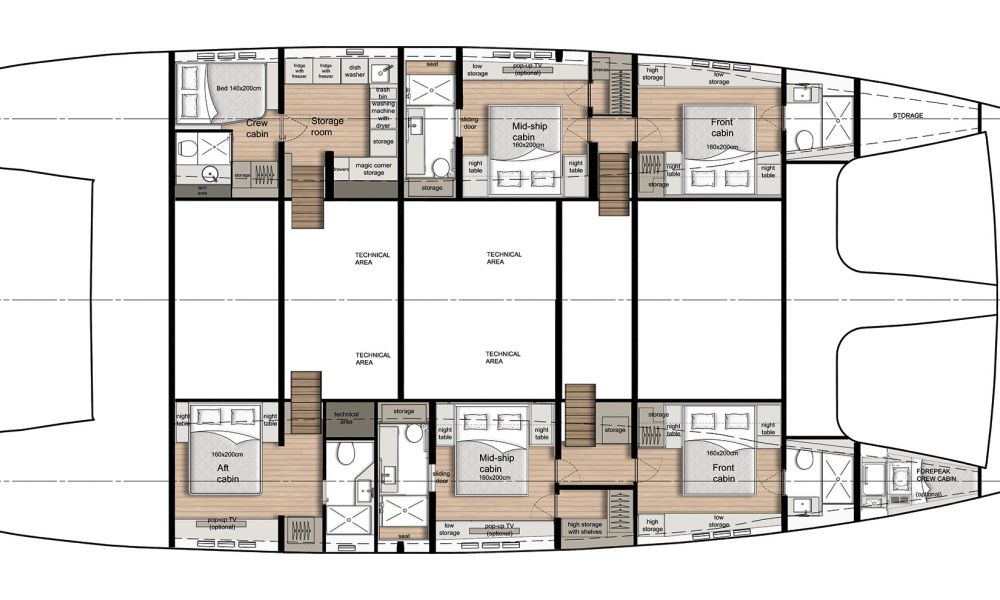 fridge
with
freezer
fridge
with
freezer
dish
washer
seat
low
storage
pop-up TV
(optional)
shelves
high
storage
low
storage
Bed 140x200cm
trash
bin
washing
machine
with
dryer
storage
Crew
cabin
Storage
room
sliding
door
Mid-ship
cabin
160x200cm
Front
cabin
160x200cm
STORAGE
tech
area
storage
drawers
magic corner
storage
storage
night
table
night
table
storage
night
table
night
table
TECHNICAL
AREA
TECHNICAL
AREA
TECHNICAL
AREA
TECHNICAL
AREA
night
table
night
table
technical
area
storage
night
table
night
table
storage
storage
night
table
night
table
160x200cm
Aft
cabin
sliding
door
Mid-ship
cabin
160x200cm
160x200cm
Front
cabin
FOREPEAK
CREW CABIN
(optional)
pop-up TV
(optional)
seat
low
storage
pop-up TV
(optional)
high storage
with shelves
high
storage
low
storage